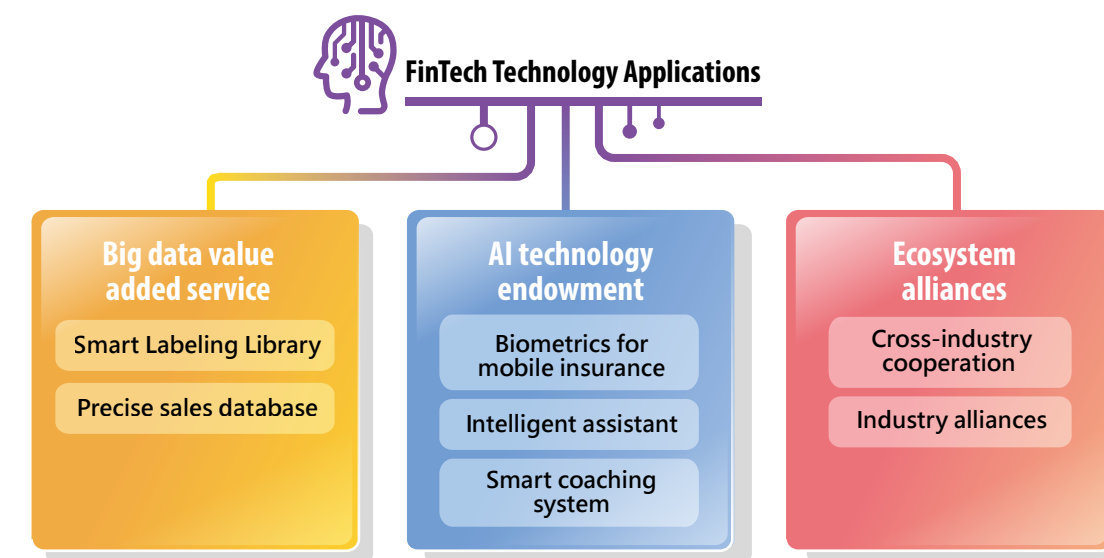 FinTech Technology Applications
Big data value
added service
Smart Labeling Library
Precise sales database
AI technology
endowment
Biometrics for
mobile insurance
Intelligent assistant
Smart coaching
system
Ecosystem
alliances
Cross-industry
cooperation
Industry alliances